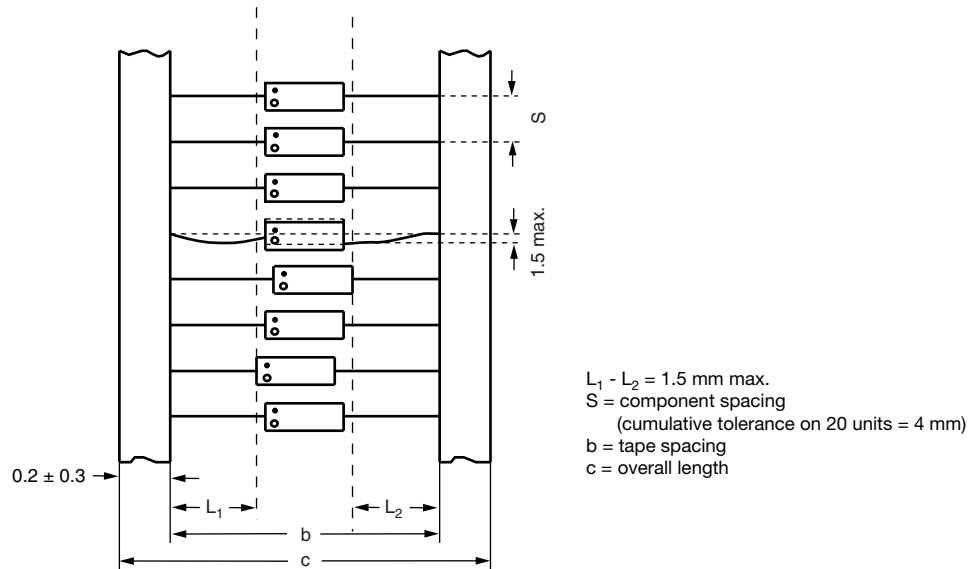 S
1.5 max.
L₁ - L₂ = 1.5 mm max.
S = component spacing
(cumulative tolerance on 20 units = 4 mm)
b = tape spacing
c = overall length
0.2 ± 0.3
L₁
L₂
b
c